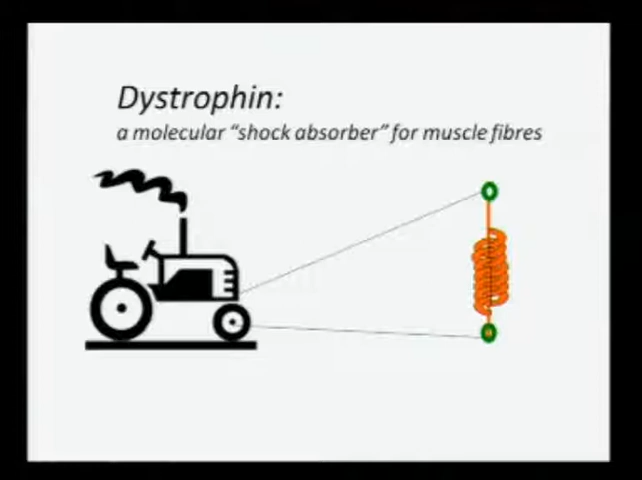 Dystrophin:
a molecular “shock absorber” for muscle fibres